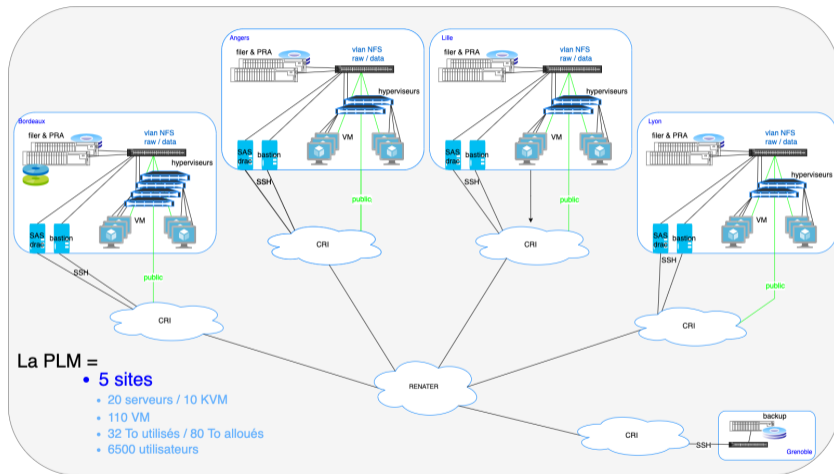 Angers
filer & PRA
vlan NFS
raw / data
hyperviseurs
VM
SAS
drac
bastion
SSH
public
CRI
Lille
filer & PRA
vlan NFS
raw / data
hyperviseurs
VM
SAS
drac
bastion
SSH
public
CRI
Bordeaux
filer & PRA
vlan NFS
raw / data
hyperviseurs
VM
SAS
drac
bastion
SSH
public
CRI
Lyon
filer & PRA
vlan NFS
raw / data
hyperviseurs
VM
SAS
drac
bastion
SSH
public
CRI
RENATER
CRI
SSH
backup
Grenoble
La PLM =
• 5 sites
• 20 serveurs / 10 KVM
• 110 VM
• 32 To utilisés / 80 To alloués
• 6500 utilisateurs